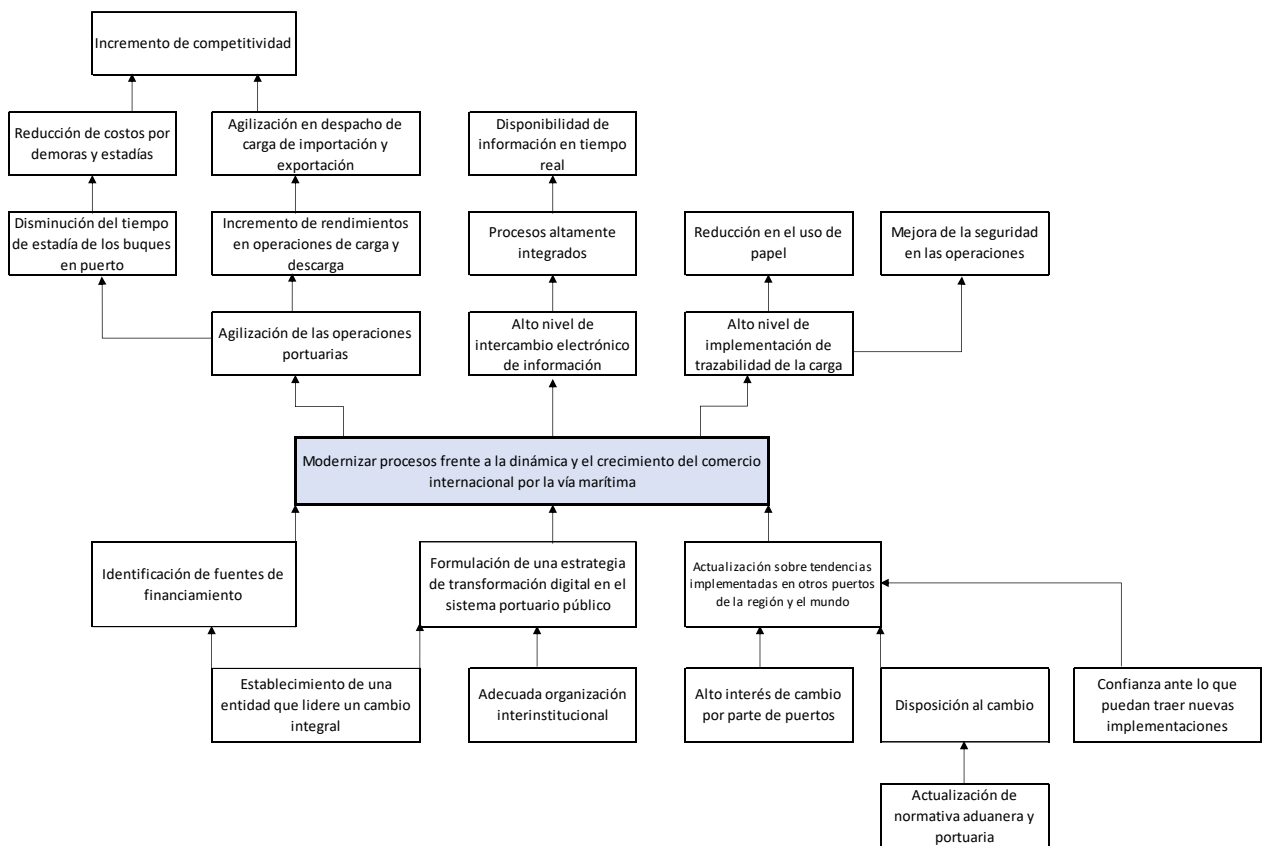 Incremento de competitividad
Reducción de costos por
demoras y estadías
Agilización en despacho de
carga de importación y
exportación
Disponibilidad de
información en tiempo
real
Disminución del tiempo
de estadía de los buques
en puerto
Incremento de rendimientos
en operaciones de carga y
descarga
Procesos altamente
integrados
Reducción en el uso de
papel
Mejora de la seguridad
en las operaciones
Agilización de las operaciones
portuarias
Alto nivel de
intercambio electrónico
de información
Alto nivel de
implementación de
trazabilidad de la carga
Modernizar procesos frente a la dinámica y el crecimiento del comercio
internacional por la vía marítima
Identificación de fuentes de
financiamiento
Formulación de una estrategia
de transformación digital en el
sistema portuario público
Actualización sobre tendencias
implementadas en otros puertos
de la región y el mundo
Establecimiento de una
entidad que lidere un cambio
integral
Adecuada organización
interinstitucional
Alto interés de cambio
por parte de puertos
Disposición al cambio
Confianza ante lo que
puedan traer nuevas
implementaciones
Actualización de
normativa aduanera y
portuaria